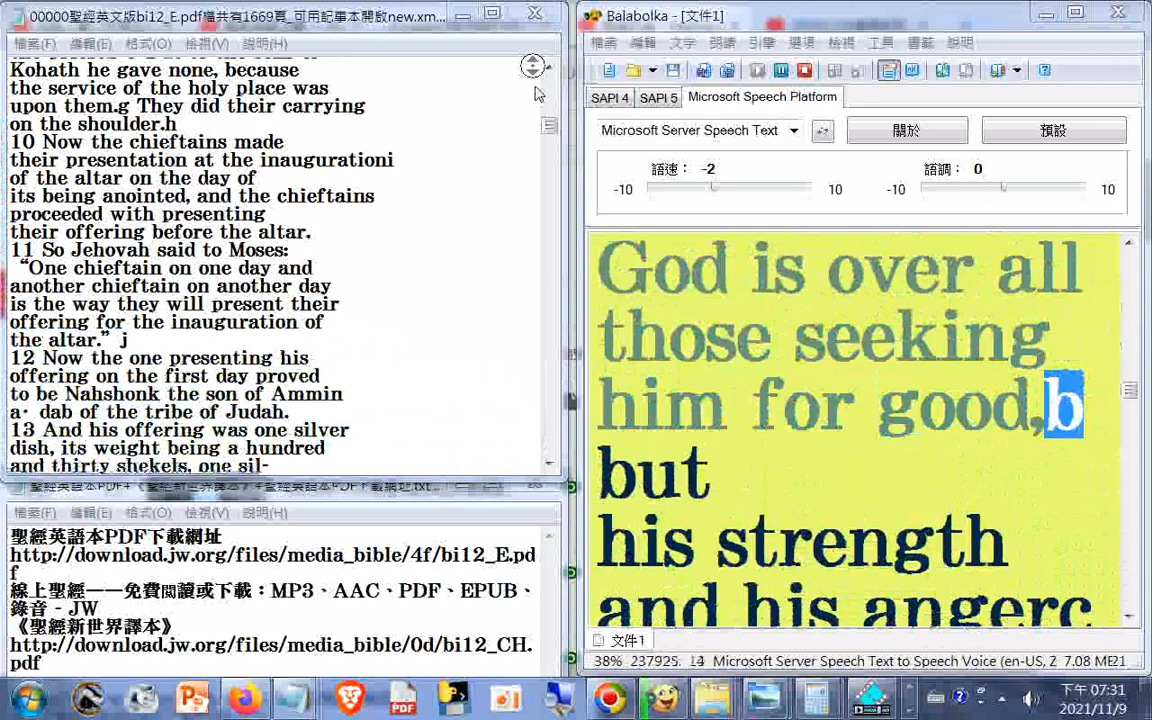 00000聖經英文版bi12_E.pdf檔共有1669頁_可用記事本開啟new.xm...
檔案(F) 編輯(E) 格式(O) 檢視(V) 說明(H)
Kohath he gave none, because
the service of the holy place was
upon them.g They did their carrying
on the shoulder.h
10 Now the chieftains made
their presentation at the inaugurationi
of the altar on the day of
its being anointed, and the chieftains
proceeded with presenting
their offering before the altar.
11 So Jehovah said to Moses:
“One chieftain on one day and
another chieftain on another day
is the way they will present their
offering for the inauguration of
the altar.” j
12 Now the one presenting his
offering on the first day proved
to be Nahshonk the son of Ammin
a· dab of the tribe of Judah.
13 And his offering was one silver
dish, its weight being a hundred
and thirty shekels, one sil-
檔案(F) 編輯(E) 格式(O) 檢視(V) 說明(H)
聖經英語本PDF下載網址
http://download.jw.org/files/media_bible/4f/bi12_E.pd
f
線上聖經——免費閱讀或下載：MP3、AAC、PDF、EPUB、
錄音 - JW
《聖經新世界譯本》
http://download.jw.org/files/media_bible/0d/bi12_CH.
pdf
Balabolka - [文件1]
檔案 編輯 文字 朗讀 引擎 選項 檢視 工具 書籤 說明
SAPI 4 SAPI 5 Microsoft Speech Platform
Microsoft Server Speech Text 關於 預設
語速： -2 語調： 0
-10 10 -10 10
God is over all
those seeking
him for good,b
but
his strength
and his angerc
文件1
38% 237925. 14 Microsoft Server Speech Text to Speech Voice (en-US, Z 7.08 ME21
下午 07:31
2021/11/9